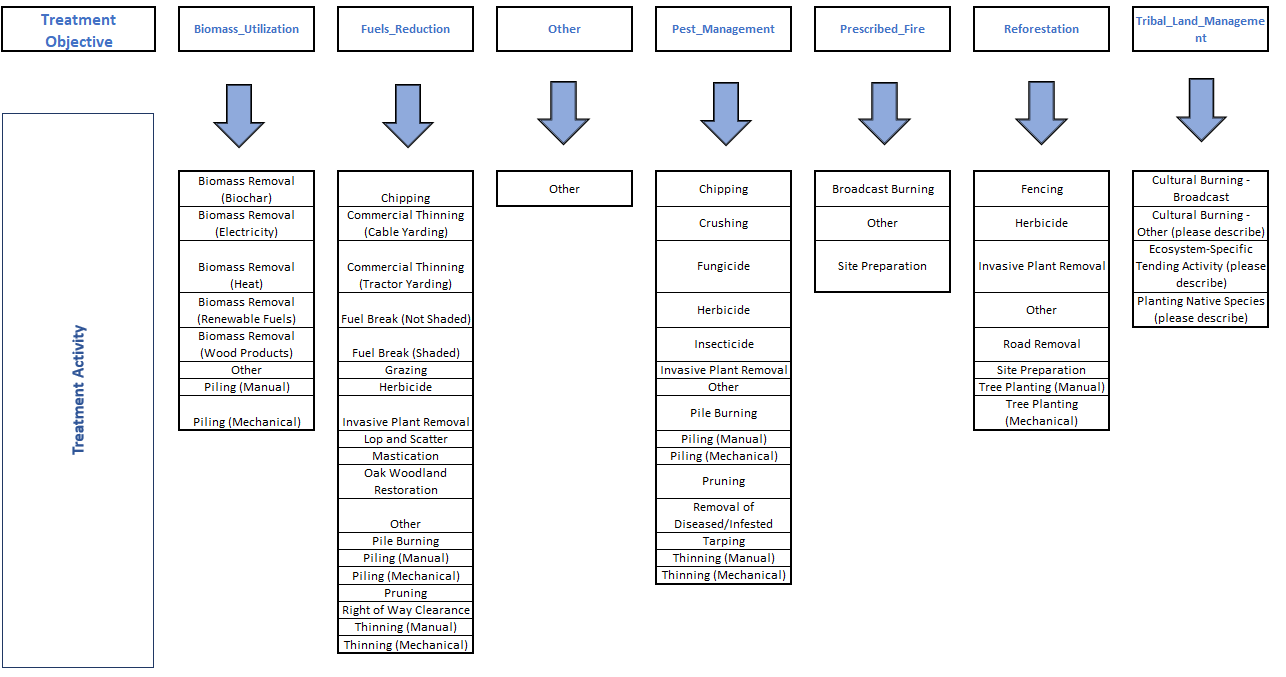 Treatment
Objective
Biomass_Utilization
Fuels_Reduction
Other
Pest_Management
Prescribed_Fire
Reforestation
Tribal_Land_Manageme
nt
Treatment Activity
Biomass Removal
(Biochar)
Biomass Removal
(Electricity)
Biomass Removal
(Heat)
Biomass Removal
(Renewable Fuels)
Biomass Removal
(Wood Products)
Other
Piling (Manual)
Piling (Mechanical)
Chipping
Commercial Thinning
(Cable Yarding)
Commercial Thinning
(Tractor Yarding)
Fuel Break (Not Shaded)
Fuel Break (Shaded)
Grazing
Herbicide
Invasive Plant Removal
Lop and Scatter
Mastication
Oak Woodland
Restoration
Other
Pile Burning
Piling (Manual)
Piling (Mechanical)
Pruning
Right of Way Clearance
Thinning (Manual)
Thinning (Mechanical)
Other
Chipping
Crushing
Fungicide
Herbicide
Insecticide
Invasive Plant Removal
Other
Pile Burning
Piling (Manual)
Piling (Mechanical)
Pruning
Removal of
Diseased/Infested
Tarping
Thinning (Manual)
Thinning (Mechanical)
Broadcast Burning
Other
Site Preparation
Fencing
Herbicide
Invasive Plant Removal
Other
Road Removal
Site Preparation
Tree Planting (Manual)
Tree Planting
(Mechanical)
Cultural Burning -
Broadcast
Cultural Burning -
Other (please describe)
Ecosystem-Specific
Tending Activity (please
describe)
Planting Native Species
(please describe)